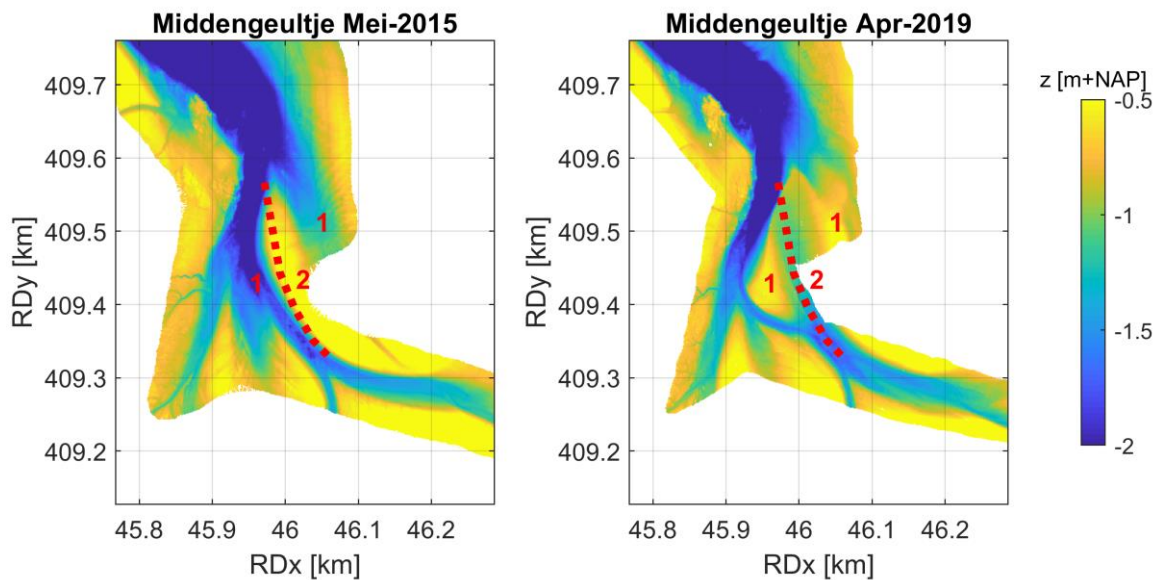 Middengeultje Mei-2015
409.7
409.6
409.5
409.4
409.3
409.2
RDy [km]
1
1
2
45.8 45.9 46 46.1 46.2
RDx [km]
Middengeultje Apr-2019
409.7
409.6
409.5
409.4
409.3
409.2
RDy [km]
1
1
2
45.8 45.9 46 46.1 46.2
RDx [km]
z [m+NAP]
-0.5
-1
-1.5
-2